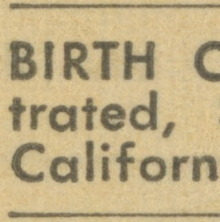 BIRTH C
trated,
Californ